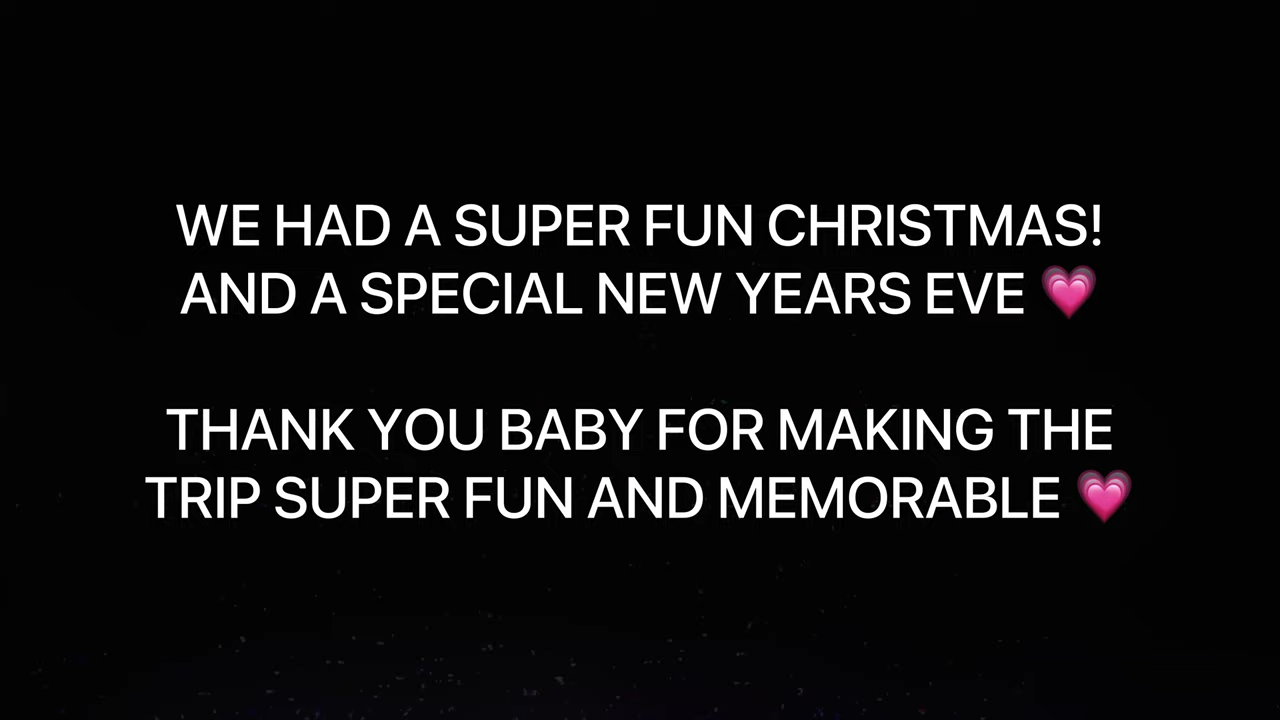 WE HAD A SUPER FUN CHRISTMAS!
AND A SPECIAL NEW YEARS EVE 💗
THANK YOU BABY FOR MAKING THE
TRIP SUPER FUN AND MEMORABLE 💗